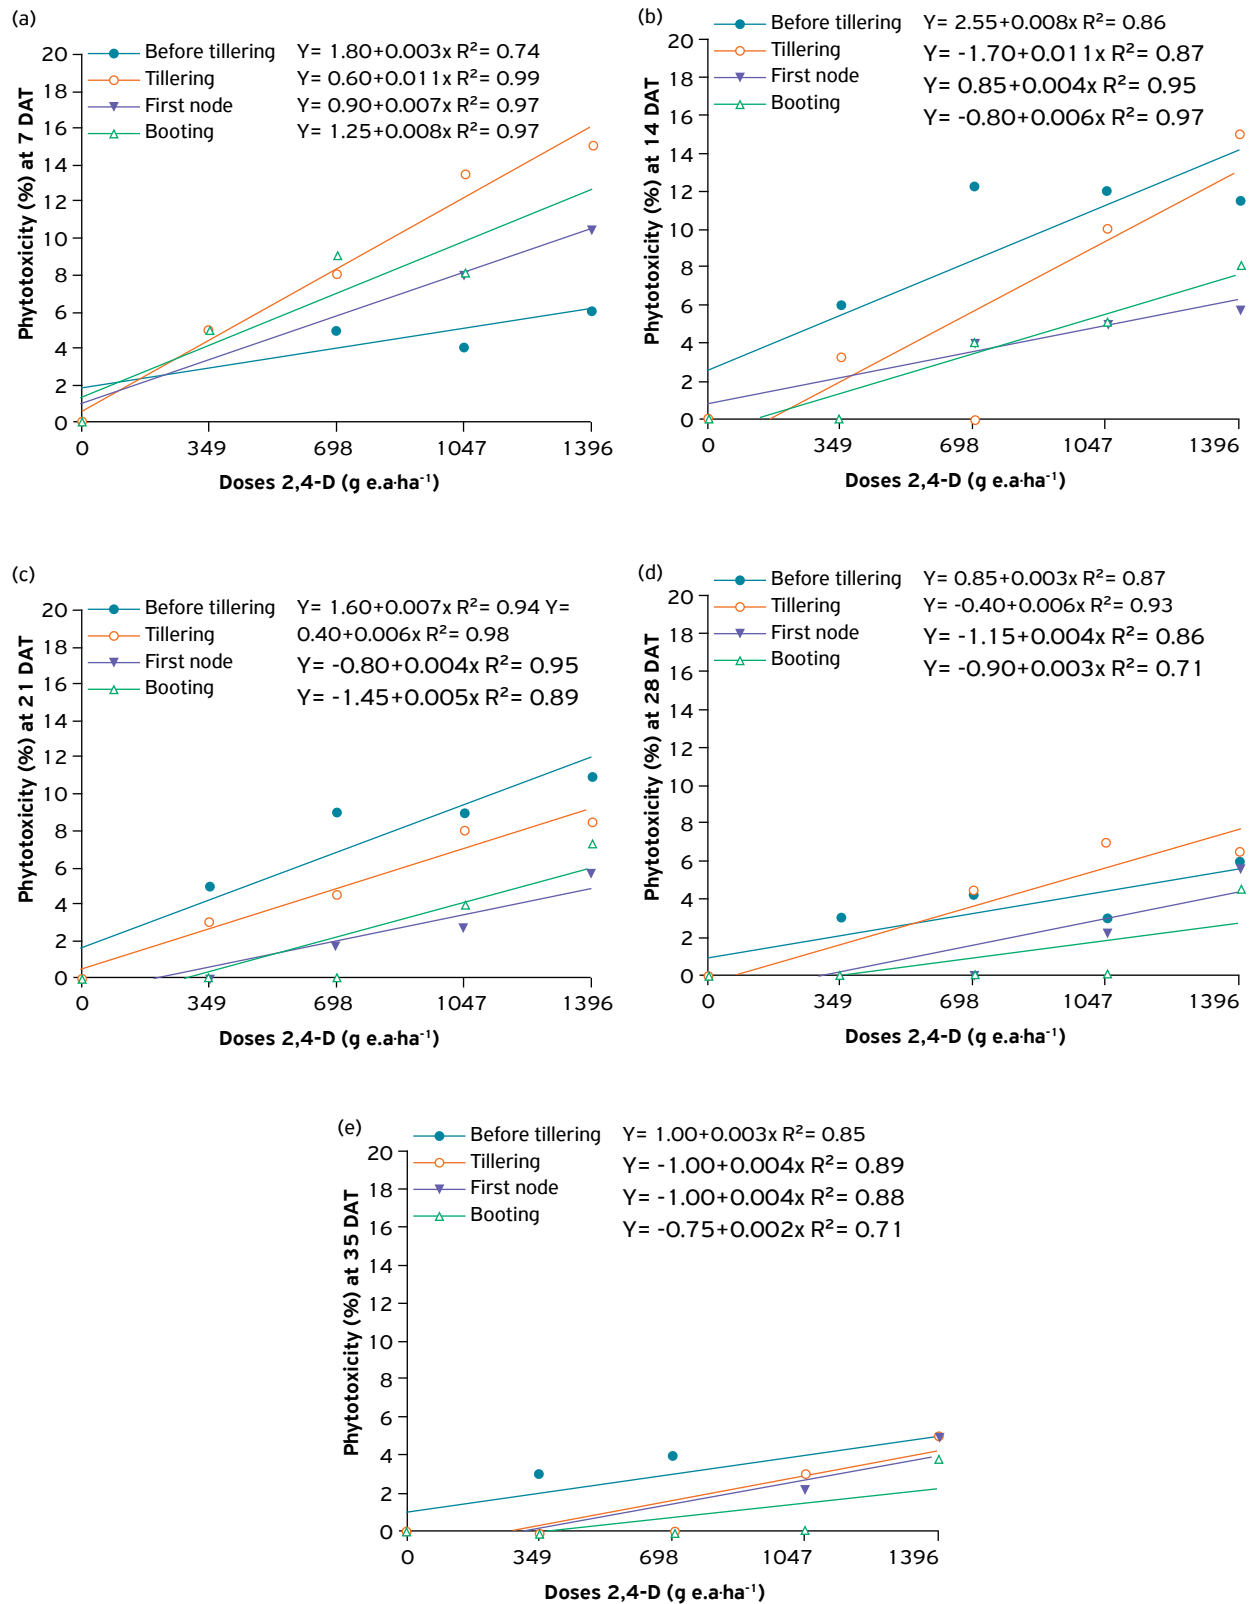 (a)
Before tillering Y= 1.80+0.003x R²= 0.74
Tillering Y= 0.60+0.011x R²= 0.99
First node Y= 0.90+0.007x R²= 0.97
Booting Y= 1.25+0.008x R²= 0.97
Phytotoxicity (%) at 7 DAT
20
18
16
14
12
10
8
6
4
2
0
0 349 698 1047 1396
Doses 2,4-D (g e.a·ha⁻¹)
(b)
Before tillering Y= 2.55+0.008x R²= 0.86
Tillering Y= -1.70+0.011x R²= 0.87
First node Y= 0.85+0.004x R²= 0.95
Booting Y= -0.80+0.006x R²= 0.97
Phytotoxicity (%) at 14 DAT
20
18
16
14
12
10
8
6
4
2
0
0 349 698 1047 1396
Doses 2,4-D (g e.a·ha⁻¹)
(c)
Before tillering Y= 1.60+0.007x R²= 0.94 Y=
Tillering 0.40+0.006x R²= 0.98
First node Y= -0.80+0.004x R²= 0.95
Booting Y= -1.45+0.005x R²= 0.89
Phytotoxicity (%) at 21 DAT
20
18
16
14
12
10
8
6
4
2
0
0 349 698 1047 1396
Doses 2,4-D (g e.a·ha⁻¹)
(d)
Before tillering Y= 0.85+0.003x R²= 0.87
Tillering Y= -0.40+0.006x R²= 0.93
First node Y= -1.15+0.004x R²= 0.86
Booting Y= -0.90+0.003x R²= 0.71
Phytotoxicity (%) at 28 DAT
20
18
16
14
12
10
8
6
4
2
0
0 349 698 1047 1396
Doses 2,4-D (g e.a·ha⁻¹)
(e)
Before tillering Y= 1.00+0.003x R²= 0.85
Tillering Y= -1.00+0.004x R²= 0.89
First node Y= -1.00+0.004x R²= 0.88
Booting Y= -0.75+0.002x R²= 0.71
Phytotoxicity (%) at 35 DAT
20
18
16
14
12
10
8
6
4
2
0
0 349 698 1047 1396
Doses 2,4-D (g e.a·ha⁻¹)